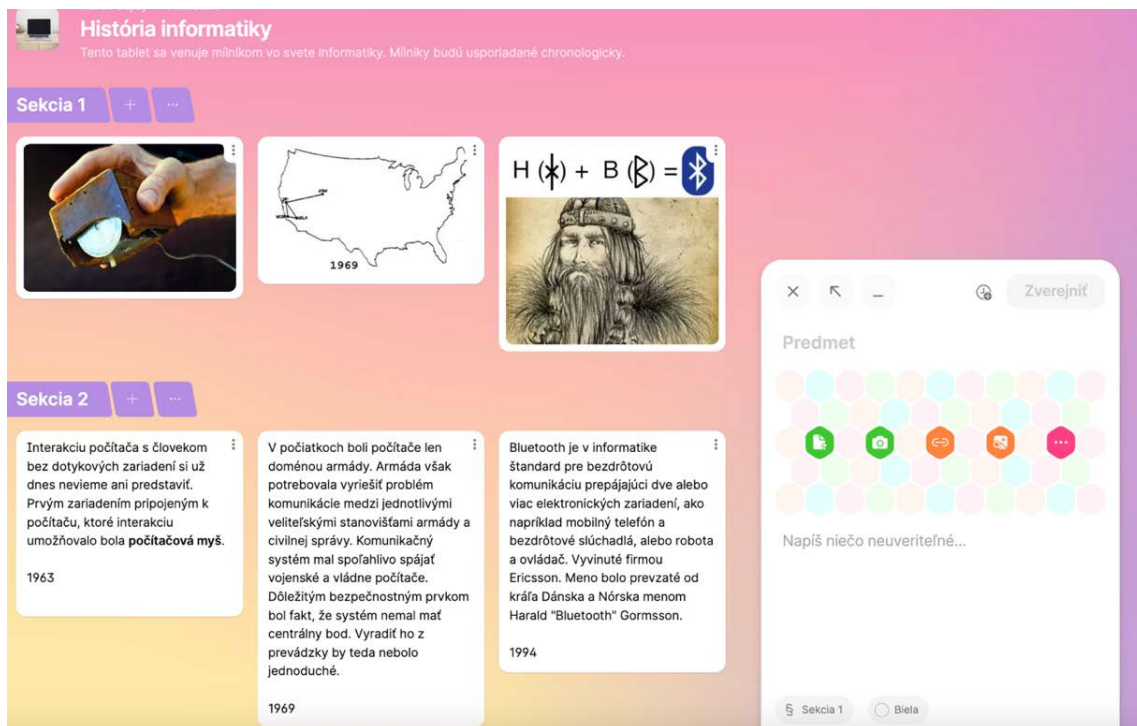 História informatiky
Tento tablet sa venuje míľnikom vo svete informatiky. Míľniky budú usporiadané chronologicky.
Sekcia 1
1969
H (ᚼ) + B (ᛒ) =
Zverejniť
Predmet
Napíš niečo neuveriteľné...
§ Sekcia 1
Biela
Sekcia 2
Interakciu počítača s človekom
bez dotykových zariadení si už
dnes nevieme ani predstaviť.
Prvým zariadením pripojeným k
počítaču, ktoré interakciu
umožňovalo bola počítačová myš.
1963
V počiatkoch boli počítače len
doménou armády. Armáda však
potrebovala vyriešiť problém
komunikácie medzi jednotlivými
veliteľskými stanovišťami armády a
civilnej správy. Komunikačný
systém mal spoľahlivo spájať
vojenské a vládne počítače.
Dôležitým bezpečnostným prvkom
bol fakt, že systém nemal mať
centrálny bod. Vyradiť ho z
prevádzky by teda nebolo
jednoduché.
1969
Bluetooth je v informatike
štandard pre bezdrôtovú
komunikáciu prepájajúci dve alebo
viac elektronických zariadení, ako
napríklad mobilný telefón a
bezdrôtové slúchadlá, alebo robota
a ovládač. Vyvinuté firmou
Ericsson. Meno bolo prevzaté od
kráľa Dánska a Nórska menom
Harald "Bluetooth" Gormsson.
1994